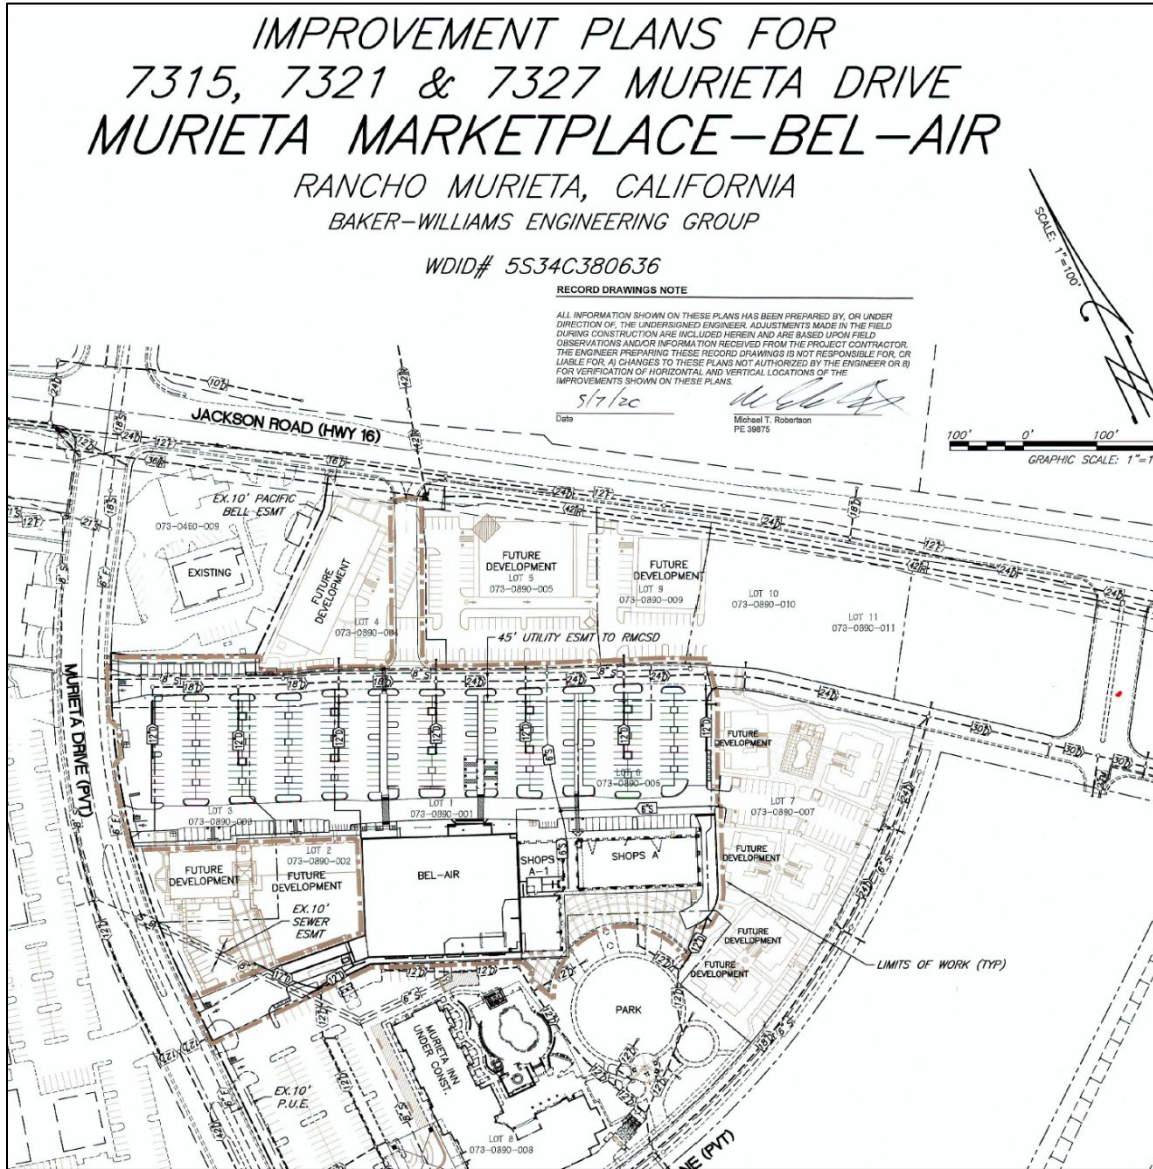 IMPROVEMENT PLANS FOR
7315, 7321 & 7327 MURIETA DRIVE
MURIETA MARKETPLACE-BEL-AIR
RANCHO MURIETA, CALIFORNIA
BAKER-WILLIAMS ENGINEERING GROUP
WDID# 5S34C380636
RECORD DRAWINGS NOTE
ALL INFORMATION SHOWN ON THESE PLANS HAS BEEN PREPARED BY, OR UNDER
DIRECTION OF, THE UNDERSIGNED ENGINEER. ADJUSTMENTS MADE IN THE FIELD
DURING CONSTRUCTION ARE INCLUDED HEREIN AND ARE BASED UPON FIELD
OBSERVATIONS AND/OR INFORMATION RECEIVED FROM THE PROJECT CONTRACTOR.
THE ENGINEER PREPARING THESE RECORD DRAWINGS IS NOT RESPONSIBLE FOR, OR
LIABLE FOR, A) CHANGES TO THESE PLANS NOT AUTHORIZED BY THE ENGINEER OR B)
FOR VERIFICATION OF HORIZONTAL AND VERTICAL LOCATIONS OF THE
IMPROVEMENTS SHOWN ON THESE PLANS.
5/7/20
Date
Michael T. Robertson
PE 39875
SCALE: 1"=100'
100' 0' 100'
GRAPHIC SCALE: 1"=1
JACKSON ROAD (HWY 16)
EX.10' PACIFIC
BELL ESMT
073-0460-009
EXISTING
FUTURE
DEVELOPMENT
LOT 4
FUTURE
DEVELOPMENT
LOT 5
073-0890-005
FUTURE
DEVELOPMENT
LOT 9
073-0890-009
LOT 10
073-0890-010
LOT 11
073-0890-011
45' UTILITY ESMT TO RMCSD
MURIETA DRIVE (PVT)
LOT 3
073-0890-003
LOT 1
073-0890-001
LOT 6
073-0890-006
FUTURE
DEVELOPMENT
LOT 7
073-0890-007
LOT 2
073-0890-002
FUTURE
DEVELOPMENT
FUTURE
DEVELOPMENT
BEL-AIR
SHOPS
A-1
SHOPS A
FUTURE
DEVELOPMENT
EX.10'
SEWER
ESMT
FUTURE
DEVELOPMENT
FUTURE
DEVELOPMENT
LIMITS OF WORK (TYP)
PARK
MURIETA INN
UNDER CONST.
EX.10'
P.U.E.
LOT 8
073-0890-008
NE (PVT)